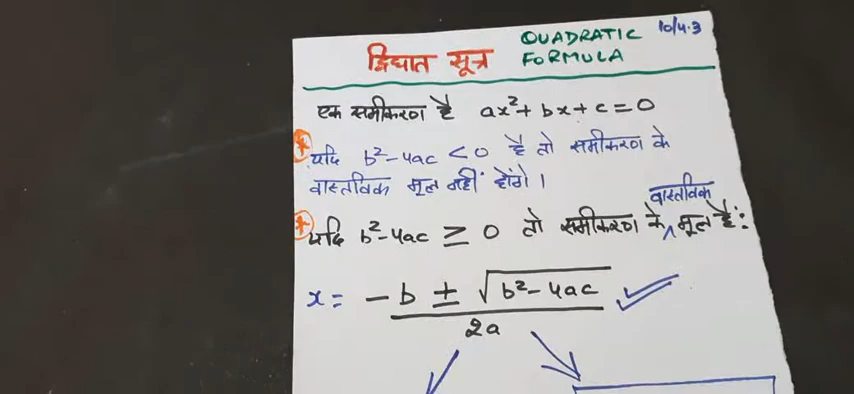 द्विघात सूत्र QUADRATIC FORMULA 10/4.3
एक समीकरण है ax²+bx+c=0
* यदि b²-4ac <0 है तो समीकरण के
वास्तविक मूल नहीं होंगे।
वास्तविक
* यदि b²-4ac ≥ 0 तो समीकरण के ^ मूल है:
x = -b ± √b²-4ac
2a